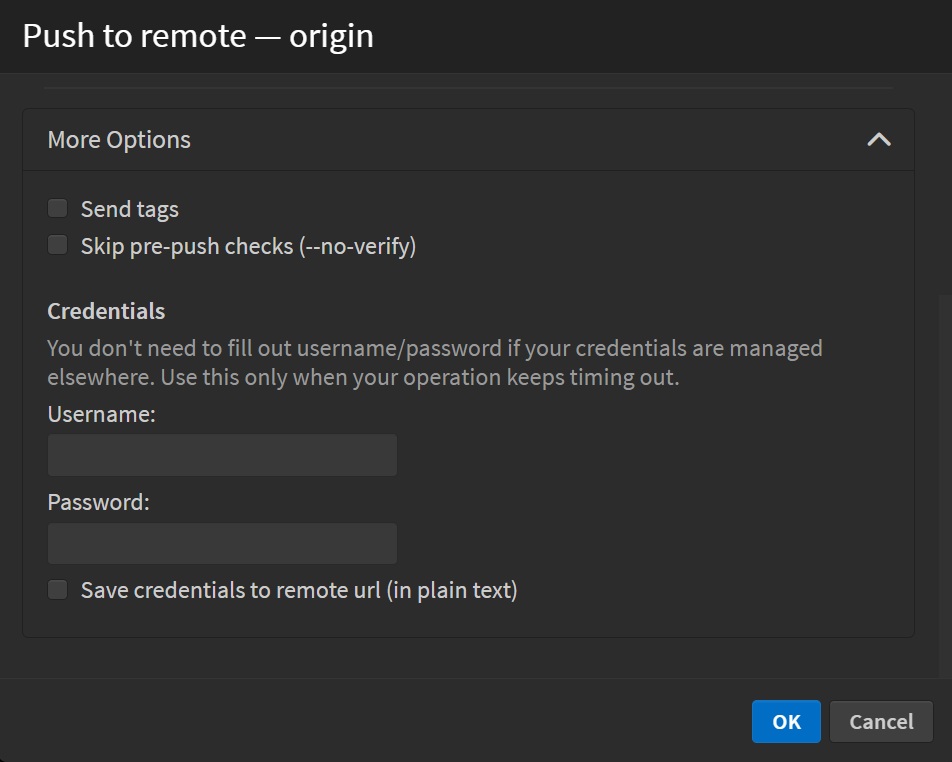 Push to remote — origin
More Options
Send tags
Skip pre-push checks (--no-verify)
Credentials
You don't need to fill out username/password if your credentials are managed
elsewhere. Use this only when your operation keeps timing out.
Username:
Password:
Save credentials to remote url (in plain text)
OK Cancel